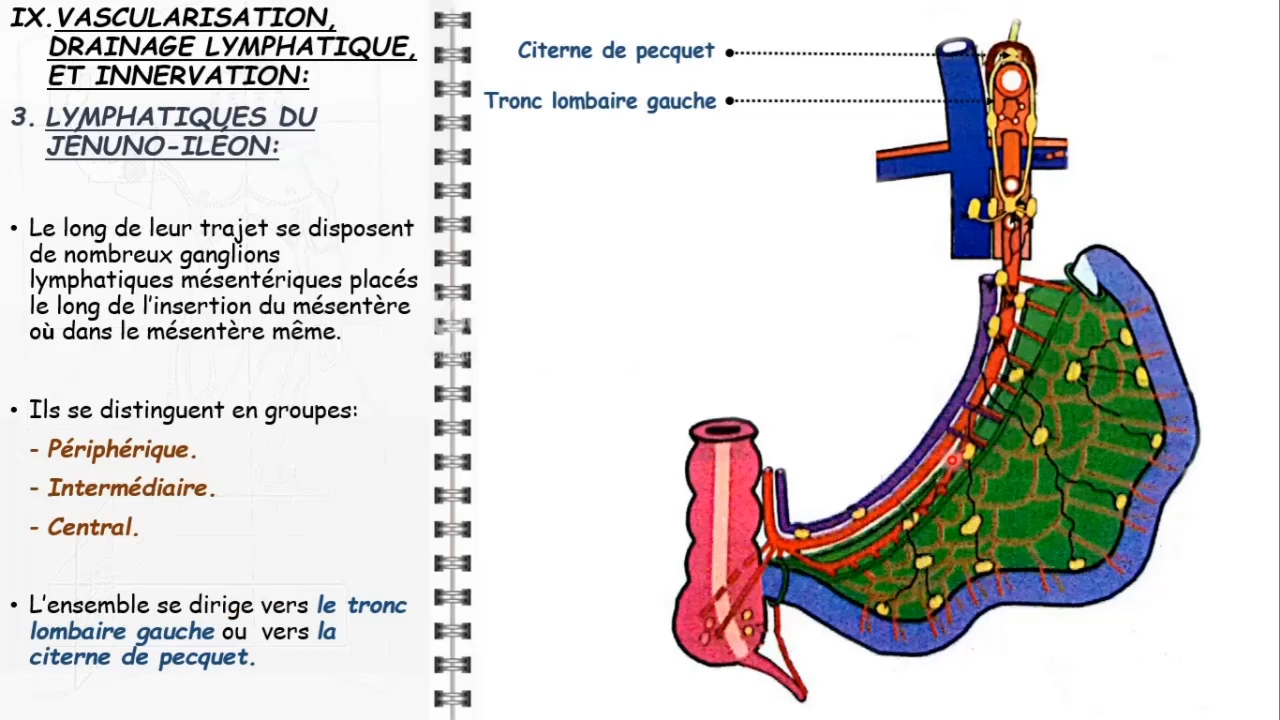 IX.VASCULARISATION,
DRAINAGE LYMPHATIQUE,
ET INNERVATION:
3. LYMPHATIQUES DU
JÉNUNO-ILÉON:
• Le long de leur trajet se disposent
de nombreux ganglions
lymphatiques mésentériques placés
le long de l'insertion du mésentère
où dans le mésentère même.
• Ils se distinguent en groupes:
- Périphérique.
- Intermédiaire.
- Central.
• L'ensemble se dirige vers le tronc
lombaire gauche ou vers la
citerne de pecquet.
Citerne de pecquet
Tronc lombaire gauche